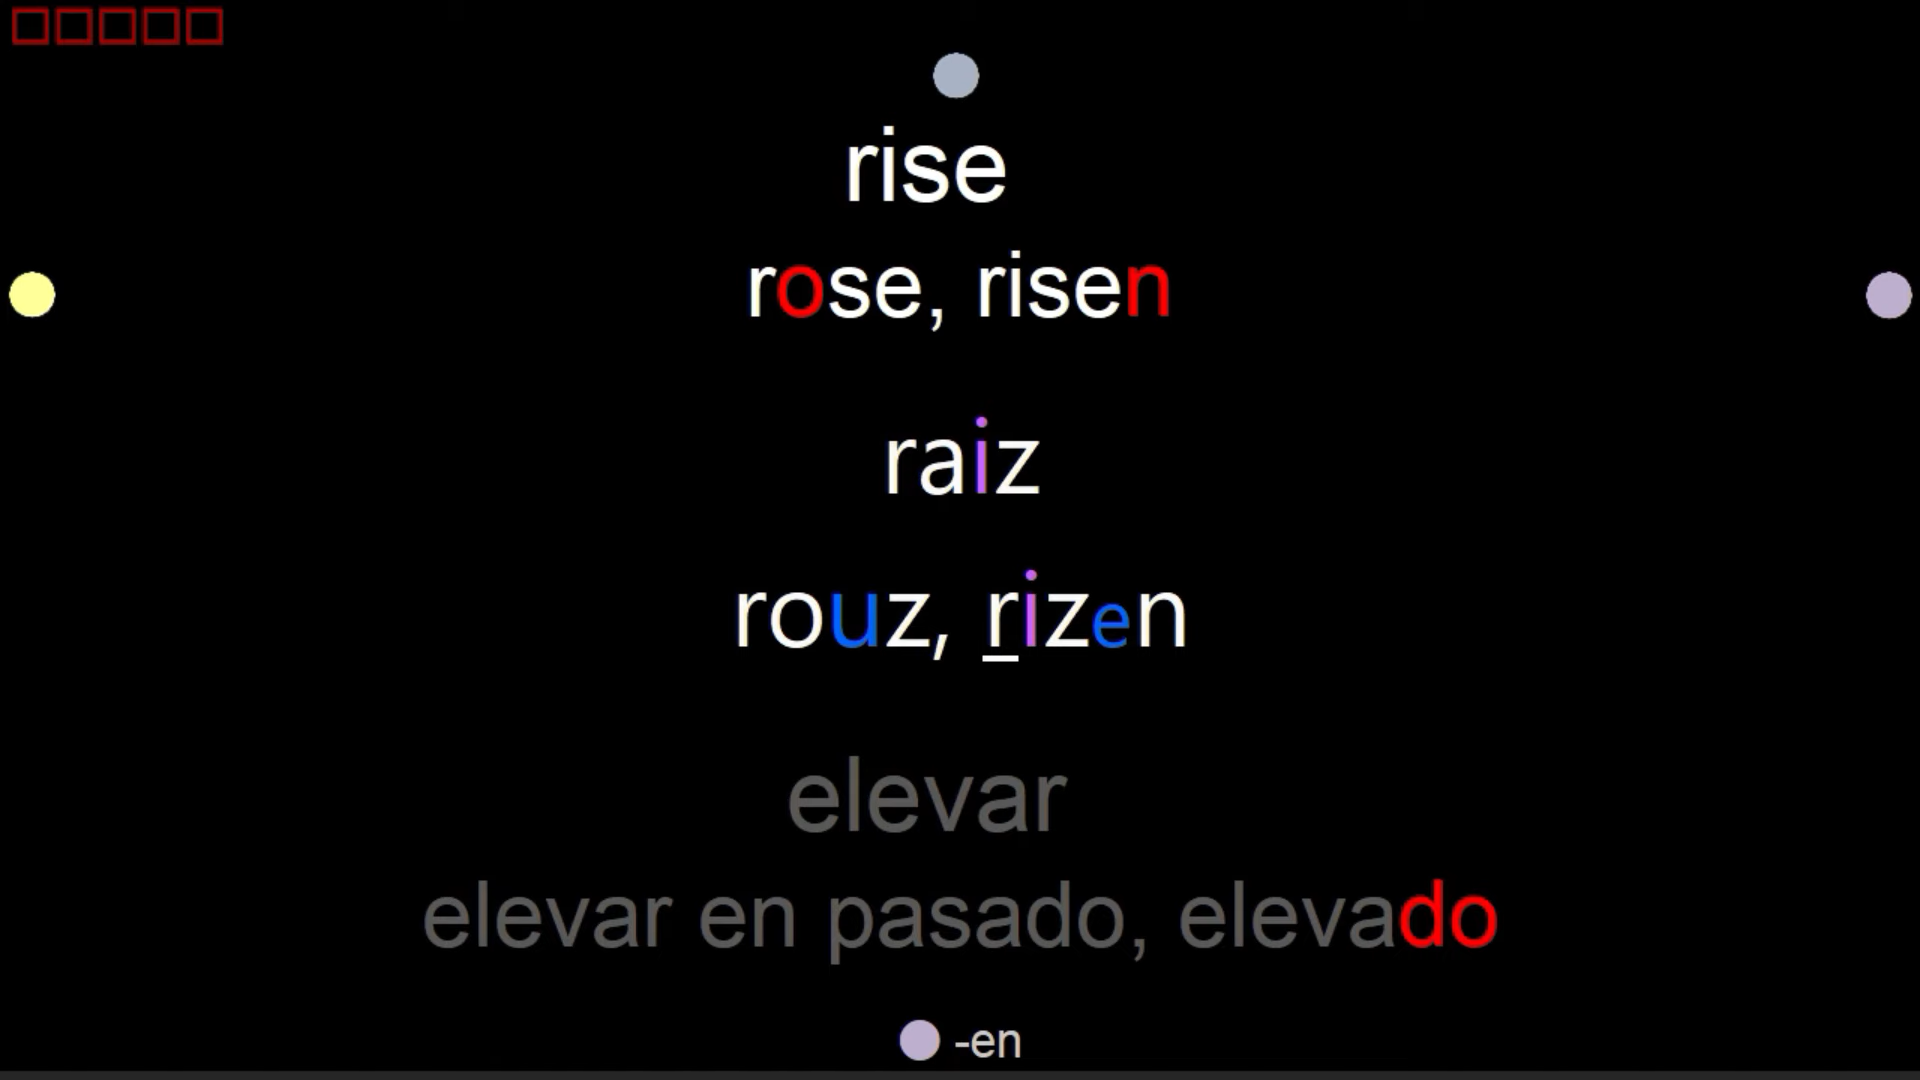 rise
rose, risen
raiz
rouz, rizen
elevar
elevar en pasado, elevado
-en